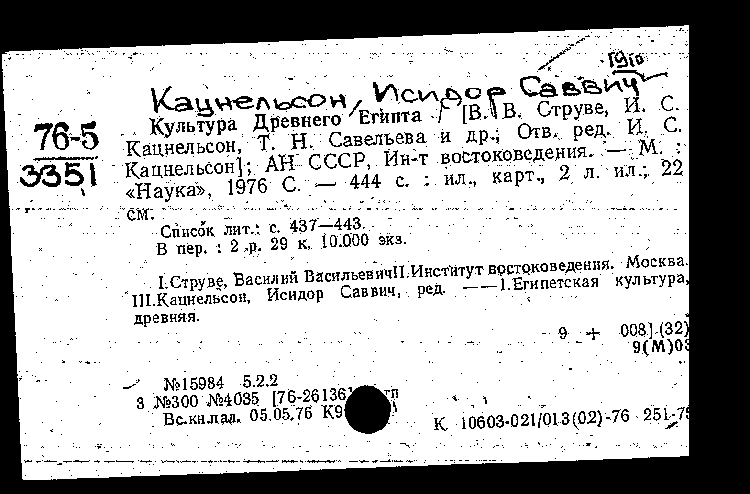 1910
Кацнельсон, Исидор Саввич
76-5
3351
Культура Древнего Египта / [В. В. Струве, И. С.
Кацнельсон, Т. Н. Савельева и др.; Отв. ред. И. С.
Кацнельсон]; АН СССР, Ин-т востоковедения. — М. :
«Наука», 1976 С. — 444 с. : ил., карт., 2 л. ил.; 22
см.
Список лит.: с. 437—443.
В пер. : 2 р. 29 к. 10.000 экз.
I.Струве, Василий ВасильевичII.Институт востоковедения. Москва.
III.Кацнельсон, Исидор Саввич, ред. ——1.Египетская культура,
древняя.
9 + 008].(32)
9(М)03
№15984 5.2.2
3 №300 №4035 [76-26136]
Вс.кн.пал. 05.05.76 К9
К 10603-021/013(02)-76 251-75